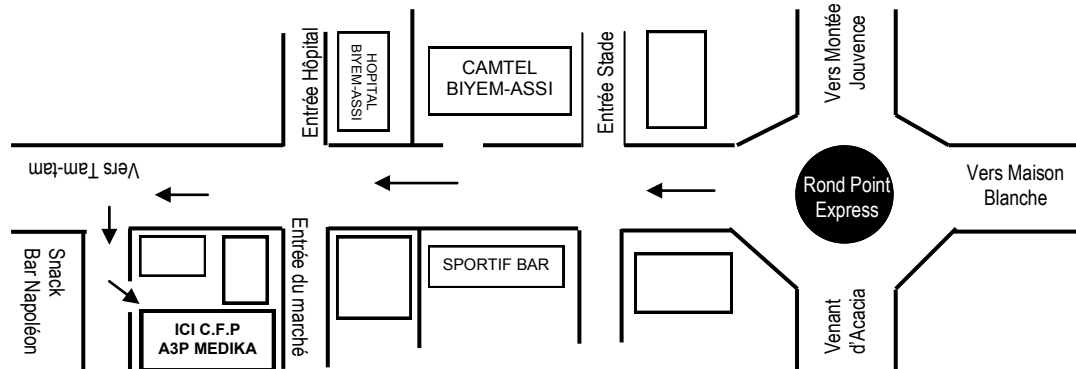 Entrée Hôpital
HOPITAL
BIYEM-ASSI
CAMTEL
BIYEM-ASSI
Entrée Stade
Vers Montée
Jouvence
Vers Tam-tam
Rond Point
Express
Vers Maison
Blanche
Snack
Bar Napoléon
Entrée du marché
SPORTIF BAR
ICI C.F.P
A3P MEDIKA
Venant
d'Acacia